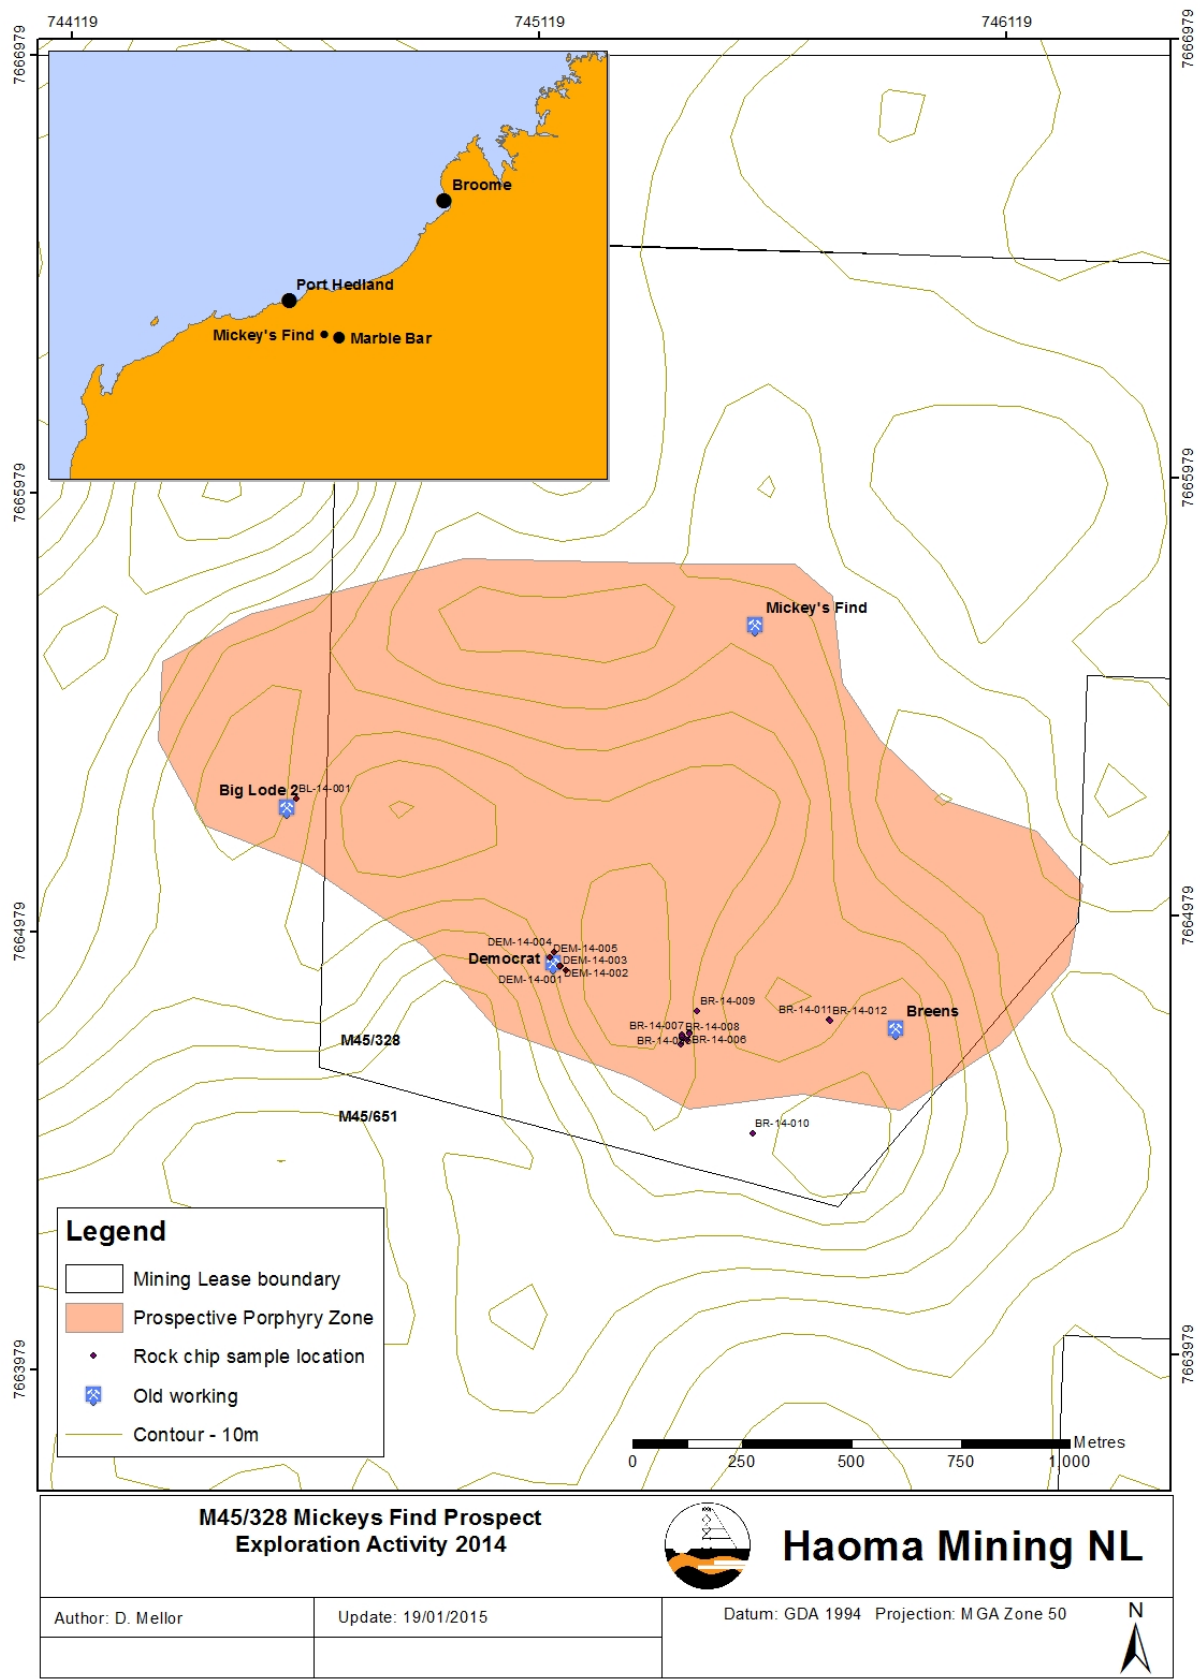 744119
745119
746119
7666979
7666979
Broome
Port Hedland
Mickey's Find
Marble Bar
7665979
7665979
Mickey's Find
Big Lode 2
BL-14-001
7664979
7664979
DEM-14-004
DEM-14-005
Democrat
DEM-14-003
DEM-14-002
DEM-14-001
BR-14-009
BR-14-011
BR-14-012
Breens
BR-14-007
BR-14-008
BR-14-006
M45/328
M45/651
BR-14-010
Legend
Mining Lease boundary
Prospective Porphyry Zone
Rock chip sample location
Old working
Contour - 10m
7663979
7663979
Metres
0 250 500 750 1,000
M45/328 Mickeys Find Prospect
Exploration Activity 2014
Haoma Mining NL
Author: D. Mellor
Update: 19/01/2015
Datum: GDA 1994 Projection: MGA Zone 50
N